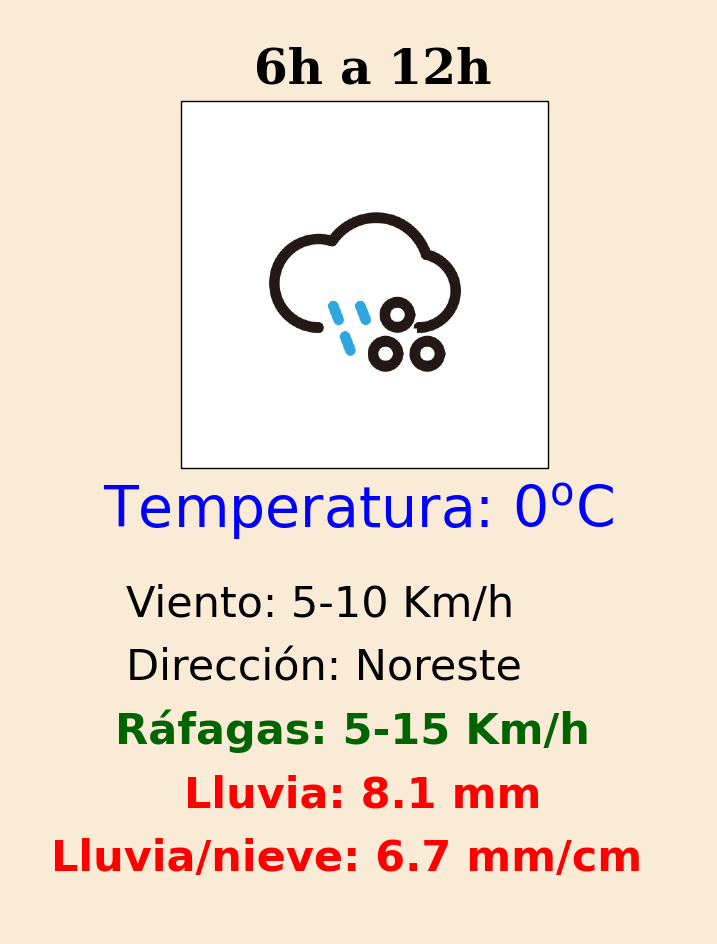 6h a 12h
Temperatura: 0ºC
Viento: 5-10 Km/h
Dirección: Noreste
Ráfagas: 5-15 Km/h
Lluvia: 8.1 mm
Lluvia/nieve: 6.7 mm/cm